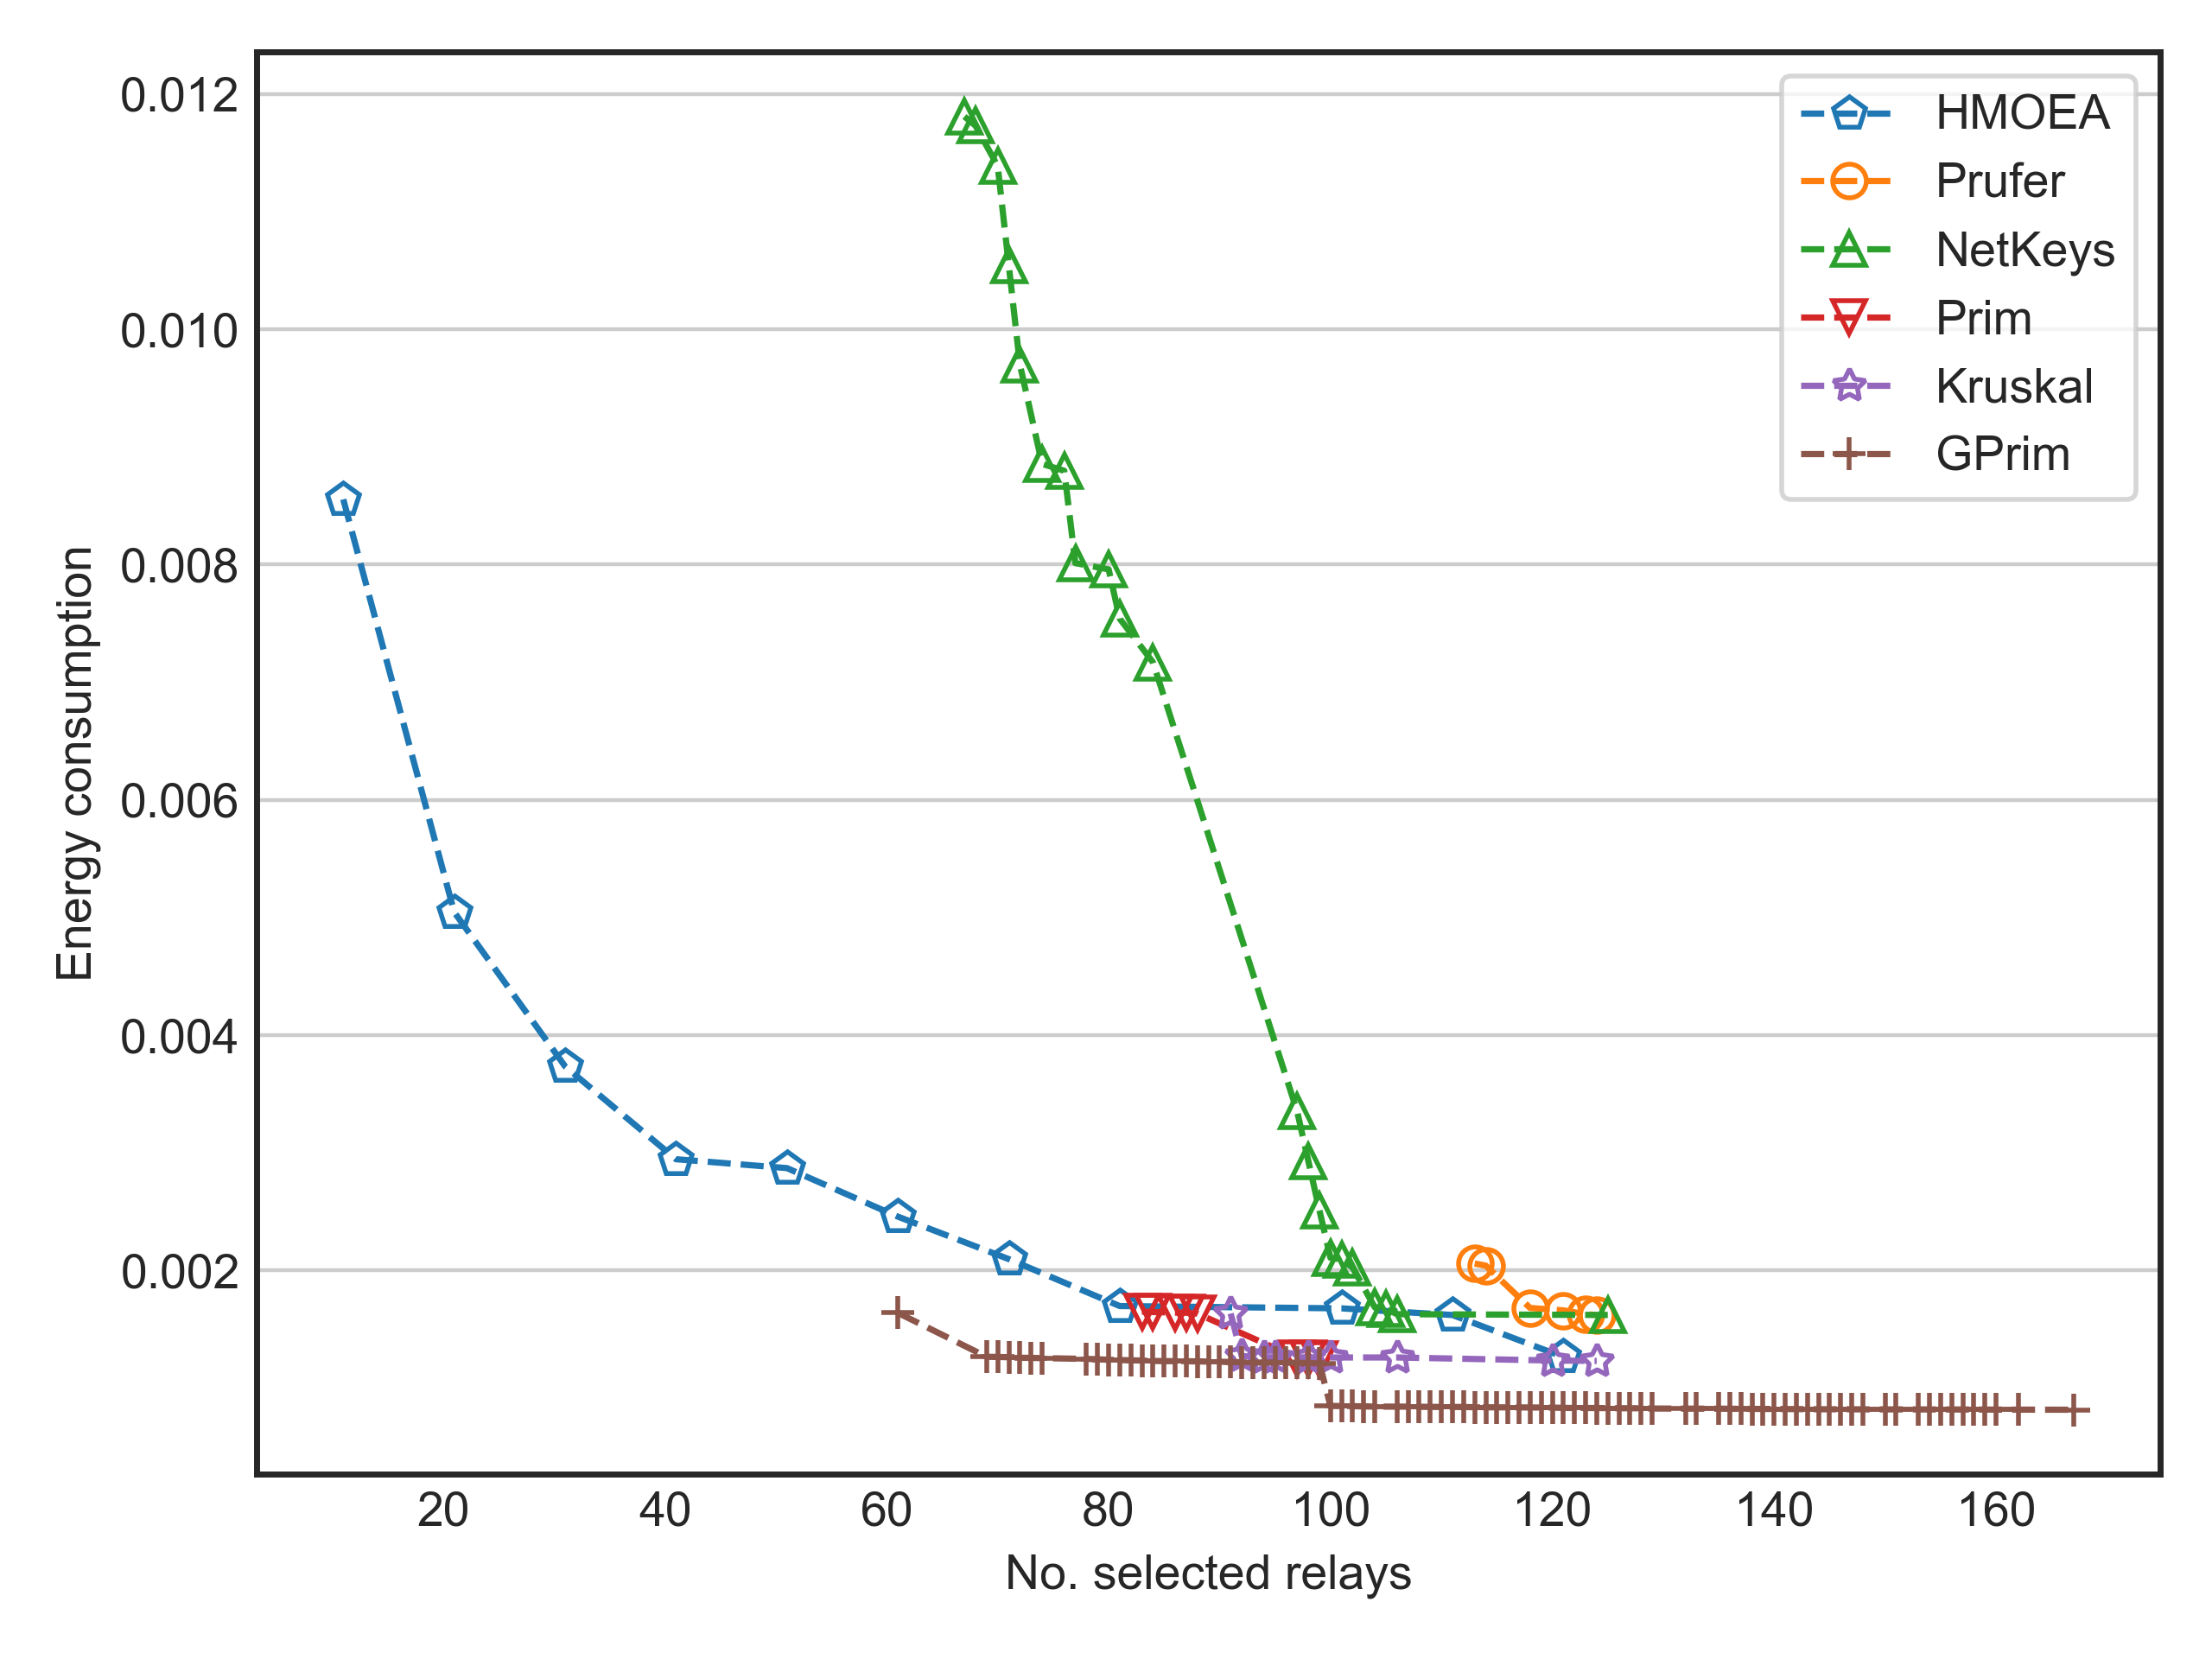 0.012
0.010
0.008
0.006
0.004
0.002
Energy consumption
20 40 60 80 100 120 140 160
No. selected relays
HMOEA
Prufer
NetKeys
Prim
Kruskal
GPrim